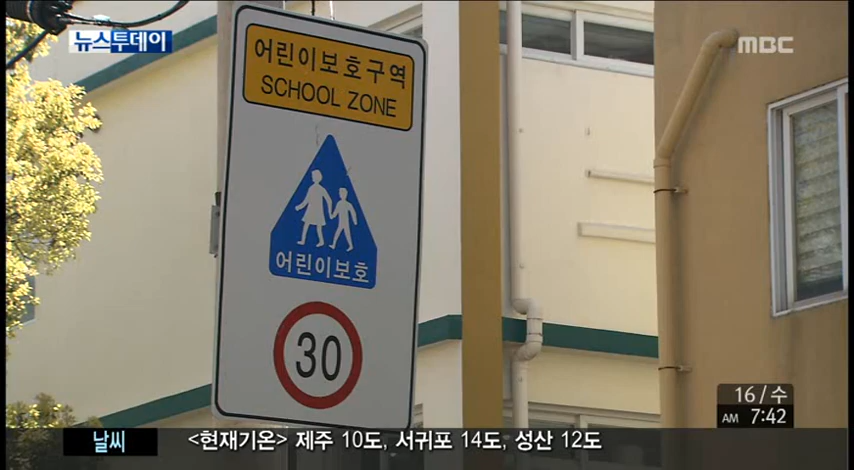 뉴스투데이
MBC
어린이보호구역
SCHOOL ZONE
어린이보호
30
16 / 수
AM 7:42
날씨
<현재기온> 제주 10도, 서귀포 14도, 성산 12도